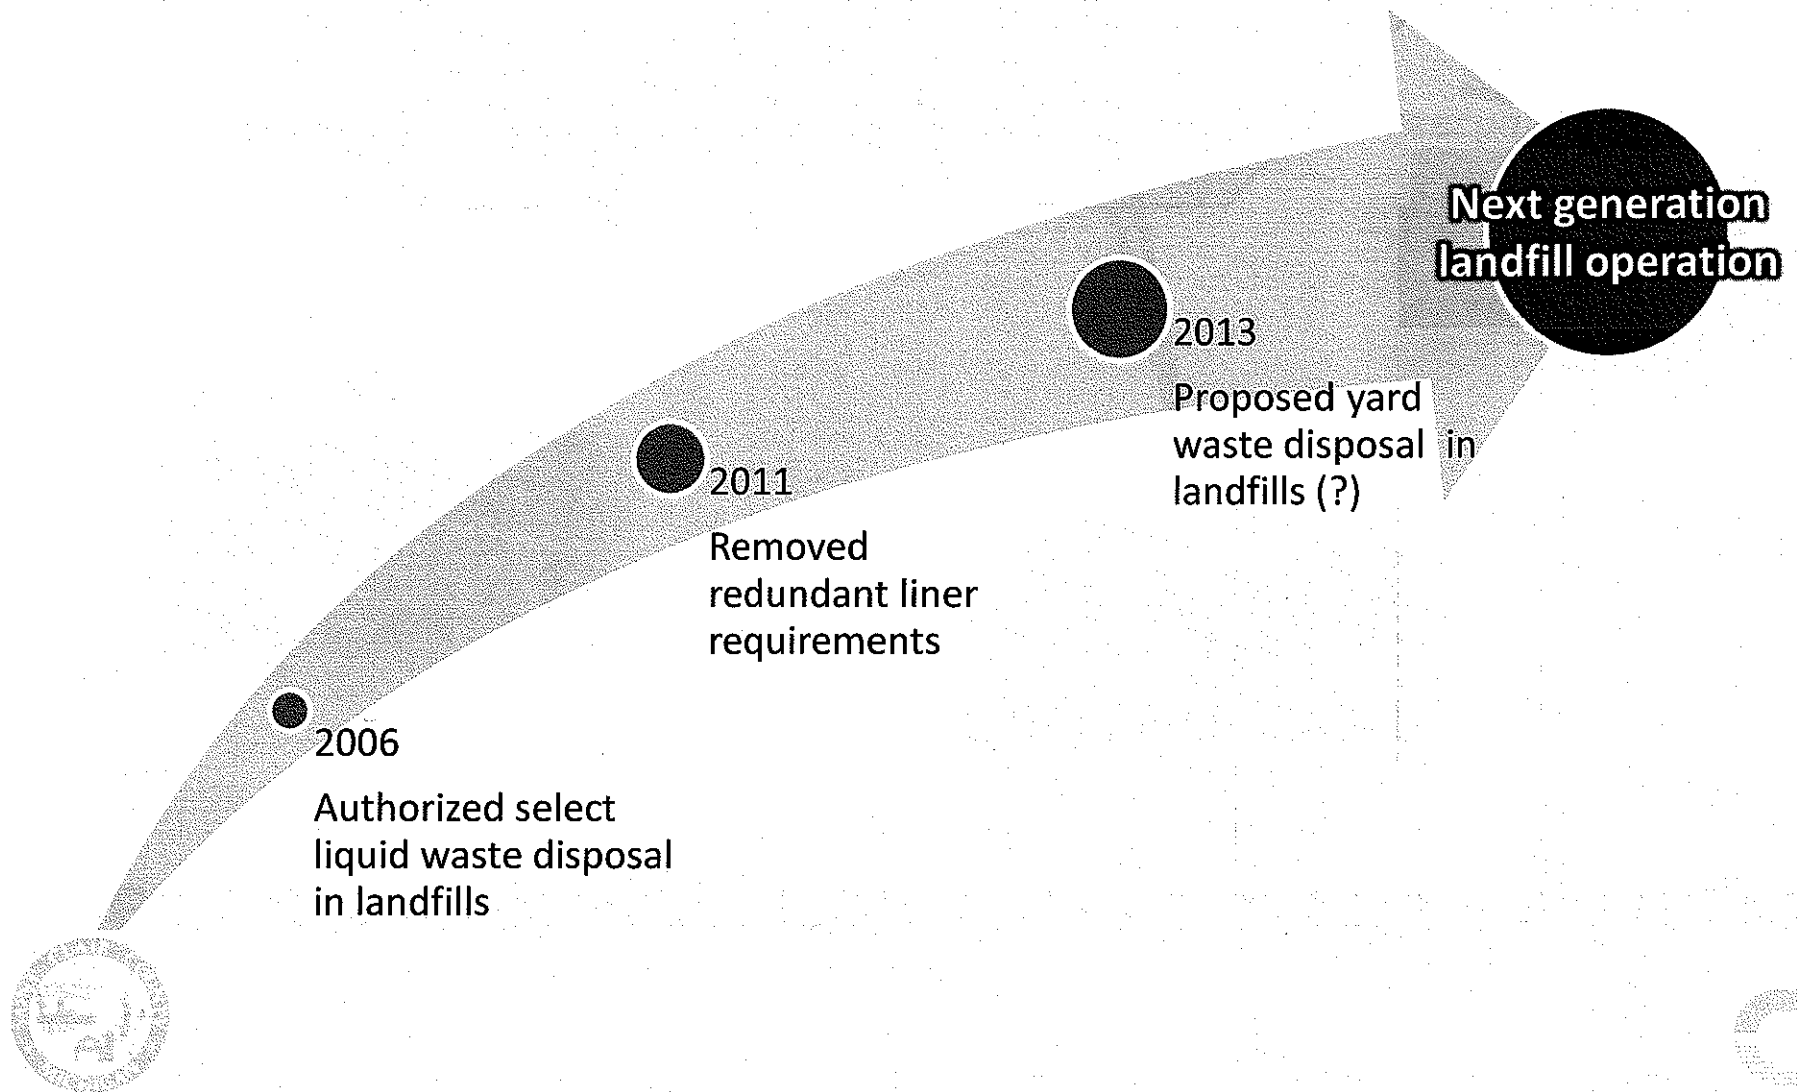 Next generation
landfill operation
2013
Proposed yard
waste disposal in
landfills (?)
2011
Removed
redundant liner
requirements
2006
Authorized select
liquid waste disposal
in landfills